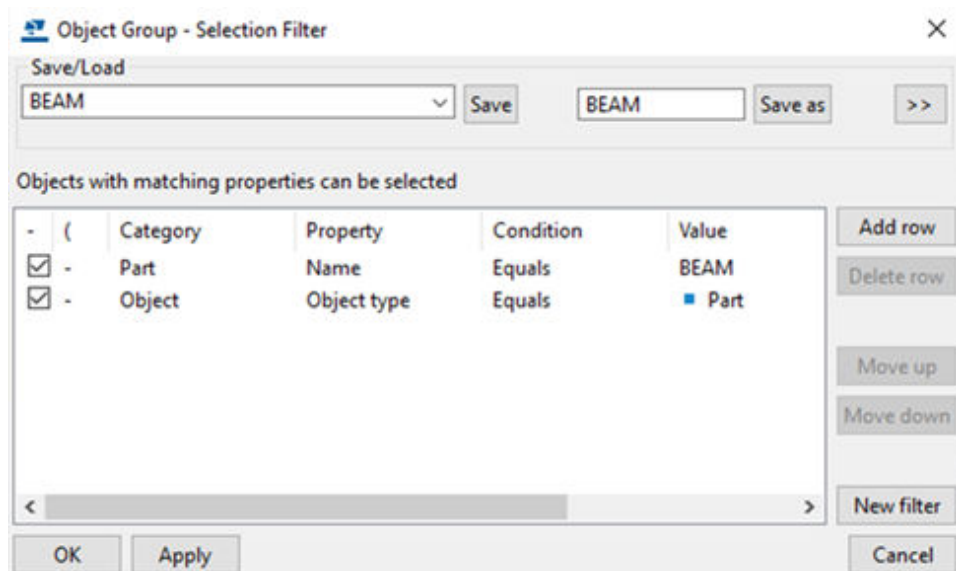 Object Group - Selection Filter
Save/Load
BEAM Save BEAM Save as >>
Objects with matching properties can be selected
- ( Category Property Condition Value Add row
- Part Name Equals BEAM
Delete row
- Object Object type Equals Part
Move up
Move down
New filter
OK Apply Cancel